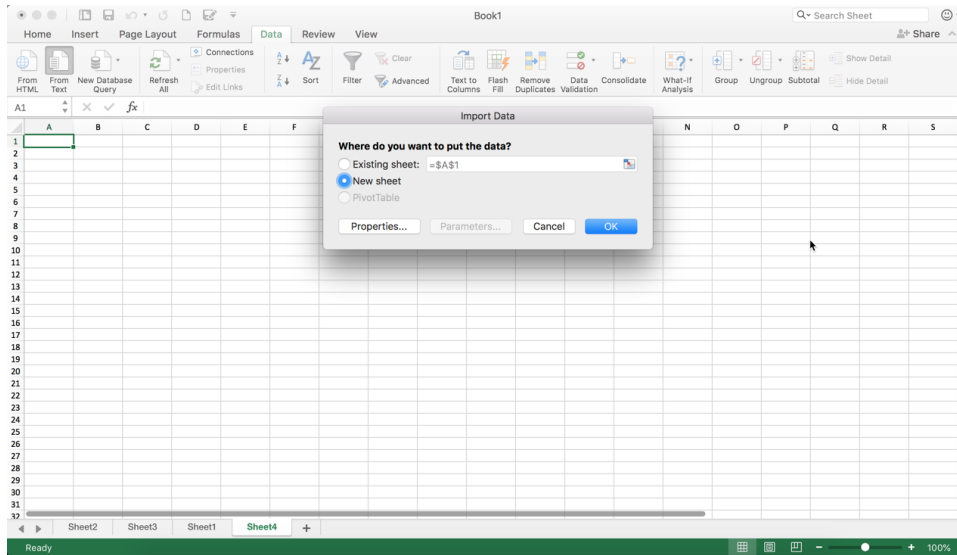 Book1
Search Sheet
Home Insert Page Layout Formulas Data Review View
Share
From HTML
From Text
New Database Query
Refresh All
Connections
Properties
Edit Links
A Z
Z A
AZ
Sort
Filter
Clear
Advanced
Text to Columns
Flash Fill
Remove Duplicates
Data Validation
Consolidate
What-If Analysis
Group
Ungroup
Subtotal
Show Detail
Hide Detail
A1
fx
A B C D E F N O P Q R S
1
2
3
4
5
6
7
8
9
10
11
12
13
14
15
16
17
18
19
20
21
22
23
24
25
26
27
28
29
30
31
32
Import Data
Where do you want to put the data?
Existing sheet: =$A$1
New sheet
PivotTable
Properties... Parameters... Cancel OK
Sheet2 Sheet3 Sheet1 Sheet4 +
Ready
100%